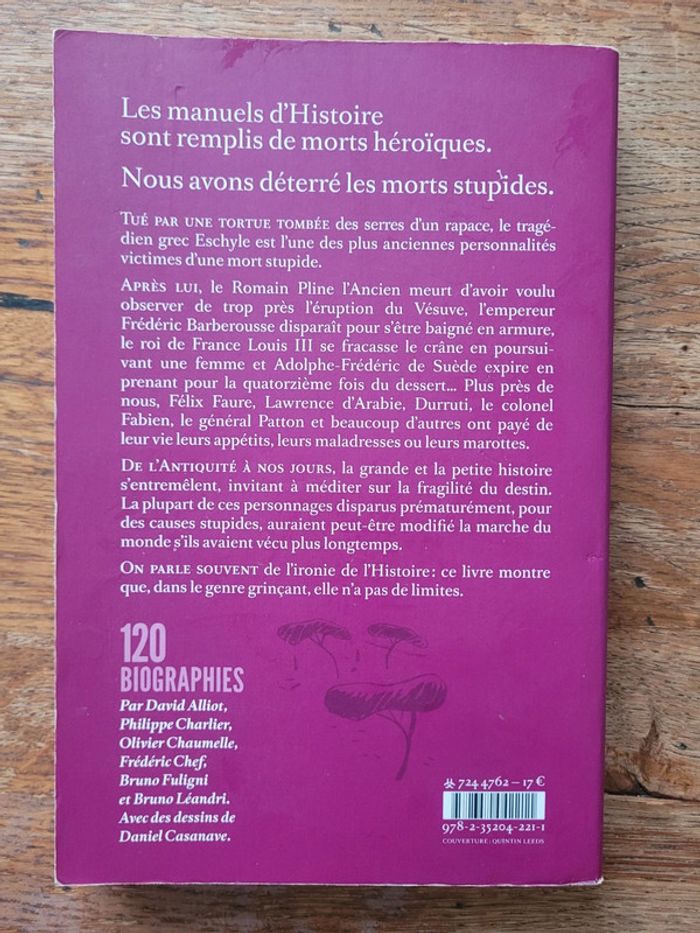 Les manuels d'Histoire
sont remplis de morts héroïques.
Nous avons déterré les morts stupides.
TUÉ PAR UNE TORTUE TOMBÉE des serres d'un rapace, le tragé-
dien grec Eschyle est l'une des plus anciennes personnalités
victimes d'une mort stupide.
APRÈS LUI, le Romain Pline l'Ancien meurt d'avoir voulu
observer de trop près l'éruption du Vésuve, l'empereur
Frédéric Barberousse disparaît pour s'être baigné en armure,
le roi de France Louis III se fracasse le crâne en poursui-
vant une femme et Adolphe-Frédéric de Suède expire en
prenant pour la quatorzième fois du dessert... Plus près de
nous, Félix Faure, Lawrence d'Arabie, Durruti, le colonel
Fabien, le général Patton et beaucoup d'autres ont payé de
leur vie leurs appétits, leurs maladresses ou leurs marottes.
DE L'ANTIQUITÉ À NOS JOURS, la grande et la petite histoire
s'entremêlent, invitant à méditer sur la fragilité du destin.
La plupart de ces personnages disparus prématurément, pour
des causes stupides, auraient peut-être modifié la marche du
monde s'ils avaient vécu plus longtemps.
ON PARLE SOUVENT de l'ironie de l'Histoire : ce livre montre
que, dans le genre grinçant, elle n'a pas de limites.
120
BIOGRAPHIES
Par David Alliot,
Philippe Charlier,
Olivier Chaumelle,
Frédéric Chef,
Bruno Fuligni
et Bruno Léandri.
Avec des dessins de
Daniel Casanave.
724 4762 – 17 €
978-2-35204-221-1
COUVERTURE : QUINTIN LEEDS